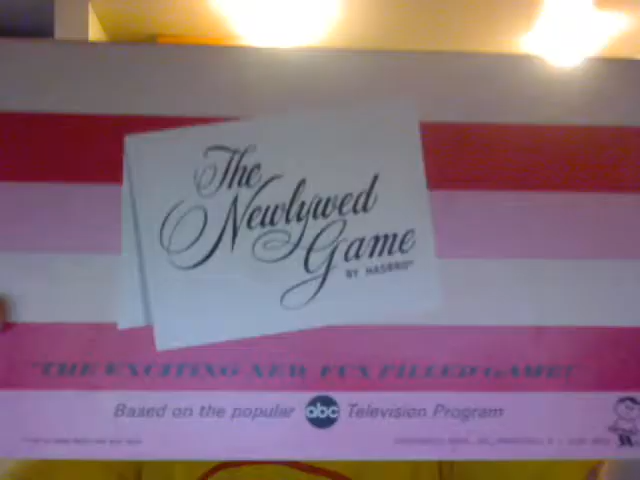 The
Newlywed
Game
BY HASBRO
"THE EXCITING NEW FUN FILLED GAME!"
Based on the popular abc Television Program